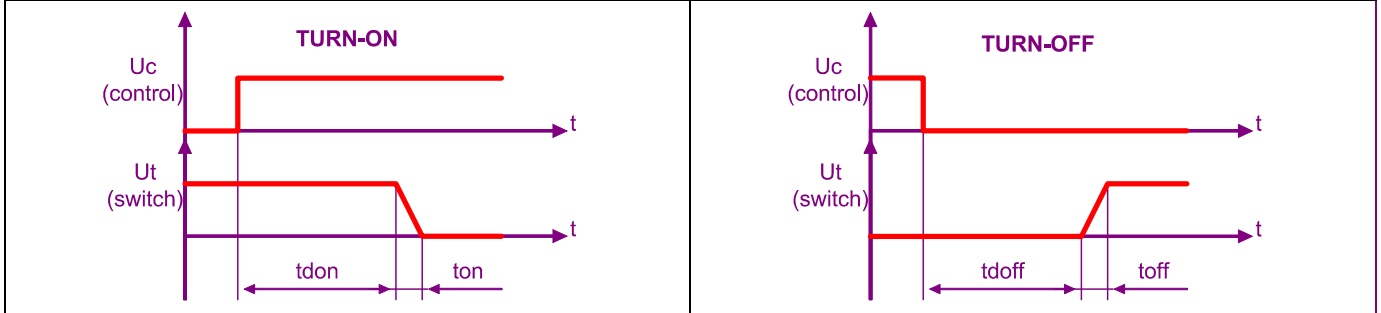 TURN-ON
Uc
(control)
t
Ut
(switch)
t
tdon
ton
TURN-OFF
Uc
(control)
t
Ut
(switch)
t
tdoff
toff